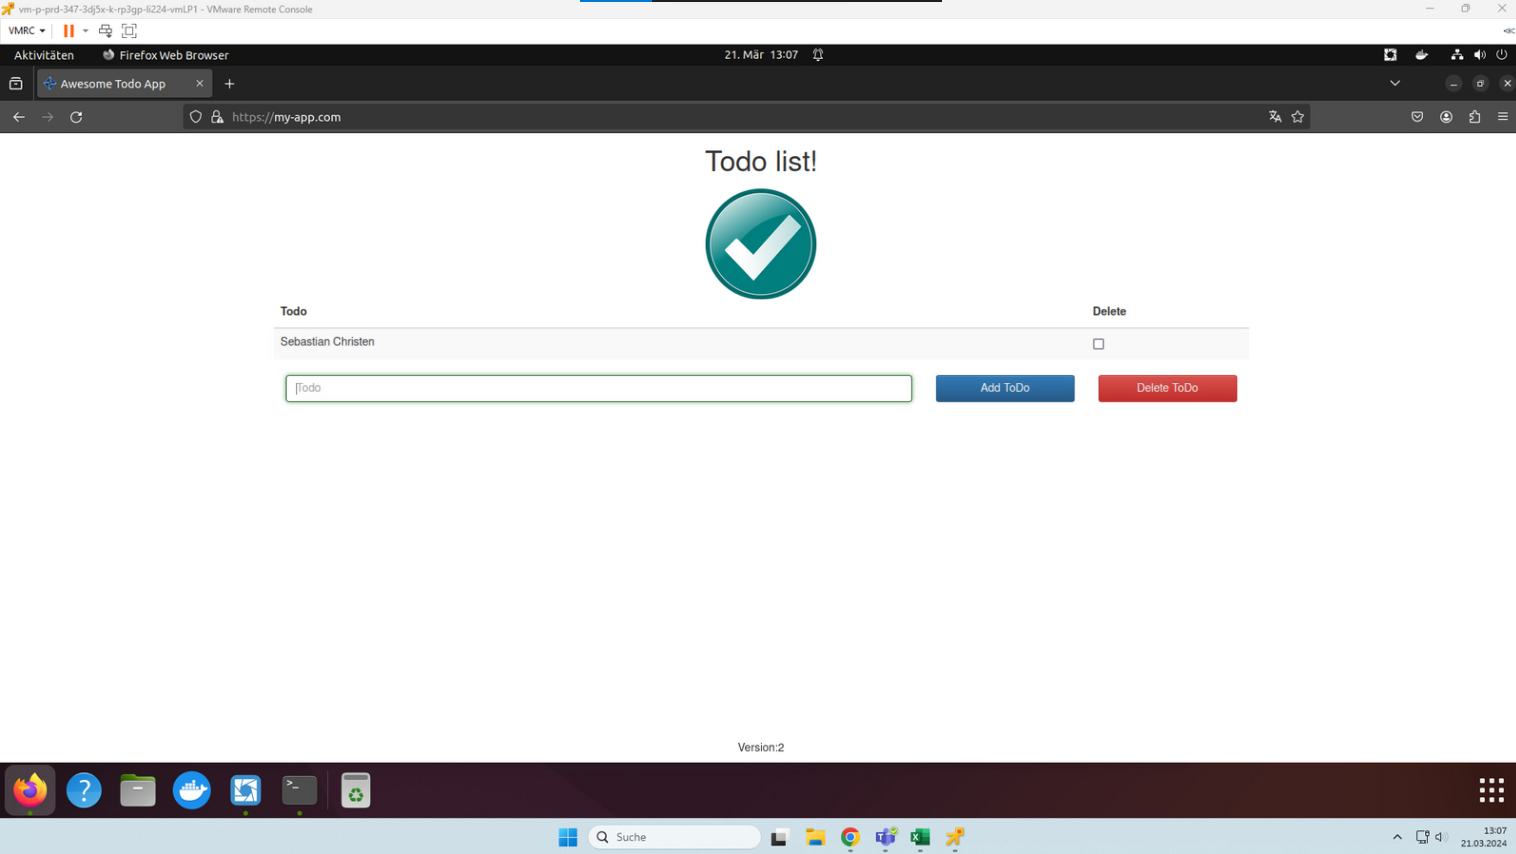 vm-p-prd-347-3dj5x-k-rp3gp-li224-vmLP1 - VMware Remote Console
VMRC
Aktivitäten Firefox Web Browser 21. Mär 13:07
Awesome Todo App
https://my-app.com
Todo list!
Todo Delete
Sebastian Christen
Todo Add ToDo Delete ToDo
Version:2
Suche
13:07
21.03.2024